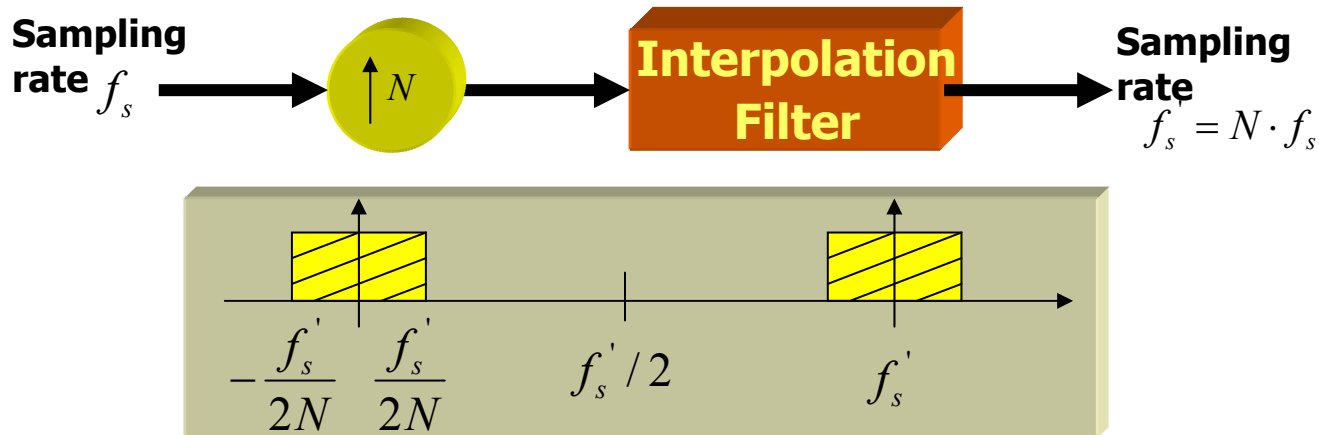 Sampling
rate f_s
↑ N
Interpolation
Filter
Sampling
rate
f_s' = N · f_s
-f_s'/2N f_s'/2N f_s'/2 f_s'